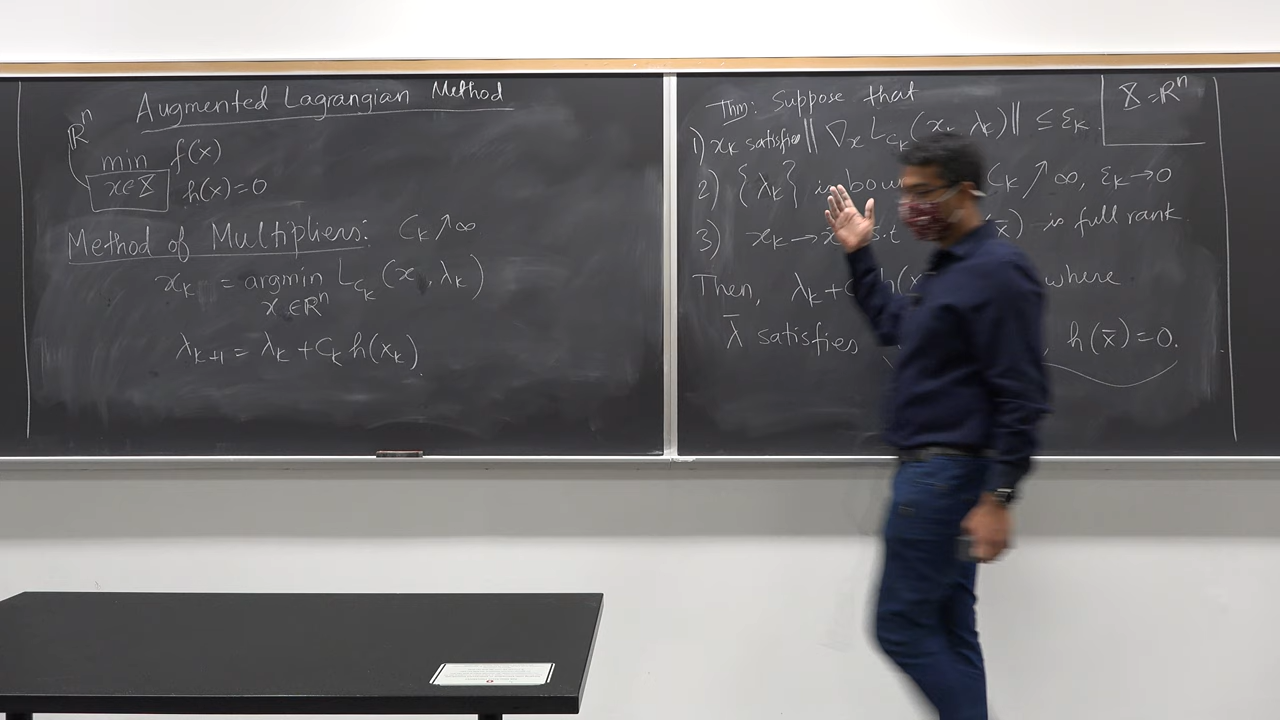 Augmented Lagrangian Method
ℝⁿ
min f(x)
x∈X h(x)=0
Method of Multipliers: C_k ↗∞
x_k = argmin L_{C_k}(x, λ_k)
x∈ℝⁿ
λ_{k+1} = λ_k + C_k h(x_k)
Thm: Suppose that
X = ℝⁿ
1) x_k satisfies ‖∇_x L_{C_k}(x_k, λ_k)‖ ≤ ε_k.
2) {λ_k} is C_k ↗∞, ε_k→0
3) x_k → s.t is full rank.
Then, λ_k + where
λ̄ satisfies , h(x̄)=0.